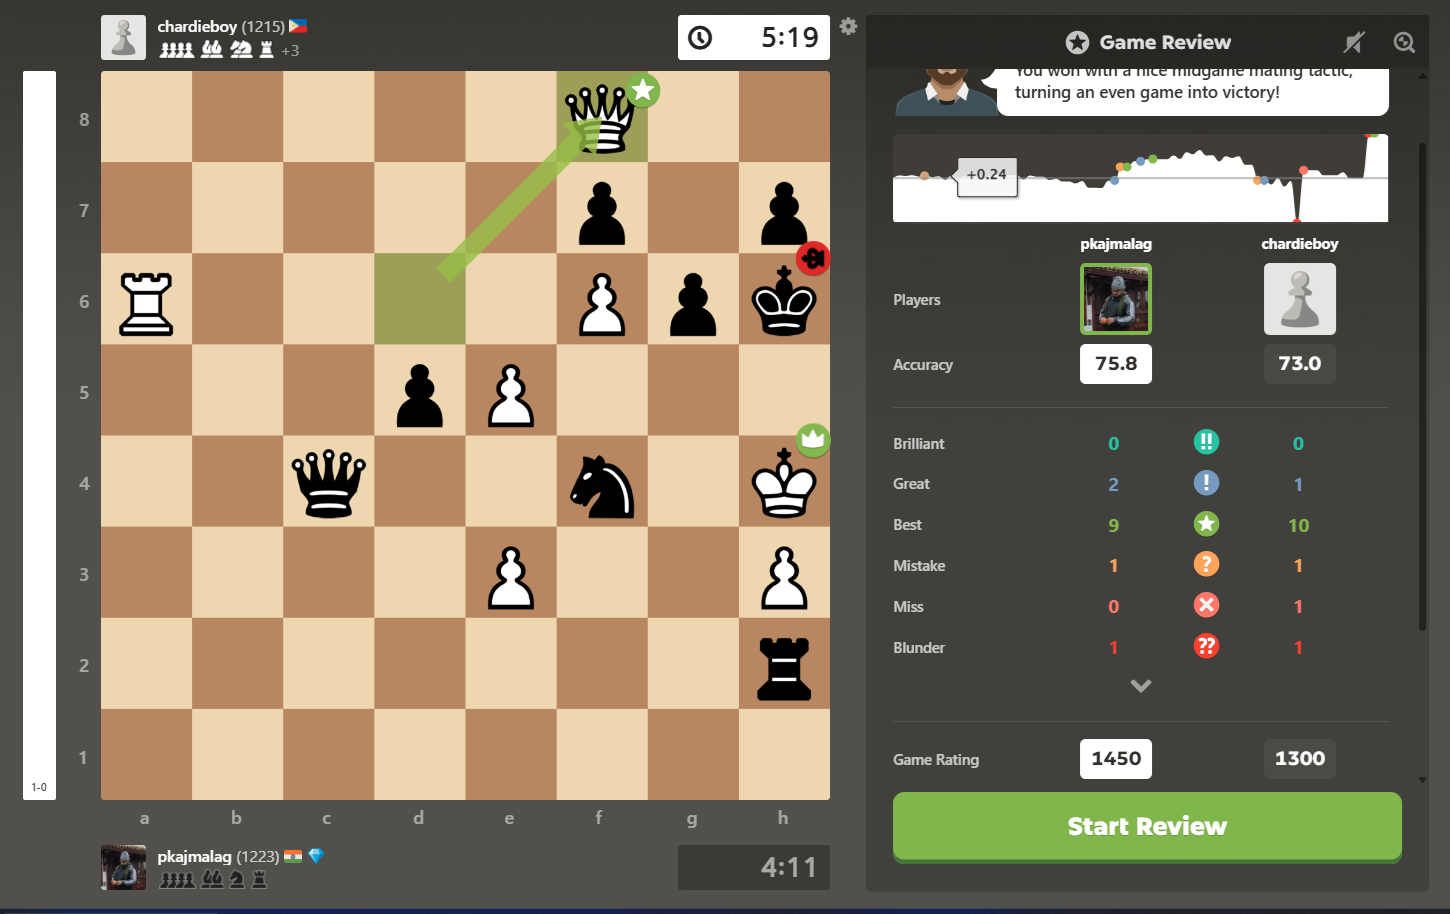 chardieboy (1215)
+3
5:19
8
7
6
5
4
3
2
1
a b c d e f g h
1-0
pkajmalag (1223)
4:11
Game Review
You won with a nice midgame mating tactic,
turning an even game into victory!
+0.24
pkajmalag chardieboy
Players
Accuracy 75.8 73.0
Brilliant 0 !! 0
Great 2 ! 1
Best 9 10
Mistake 1 ? 1
Miss 0 1
Blunder 1 ?? 1
Game Rating 1450 1300
Start Review